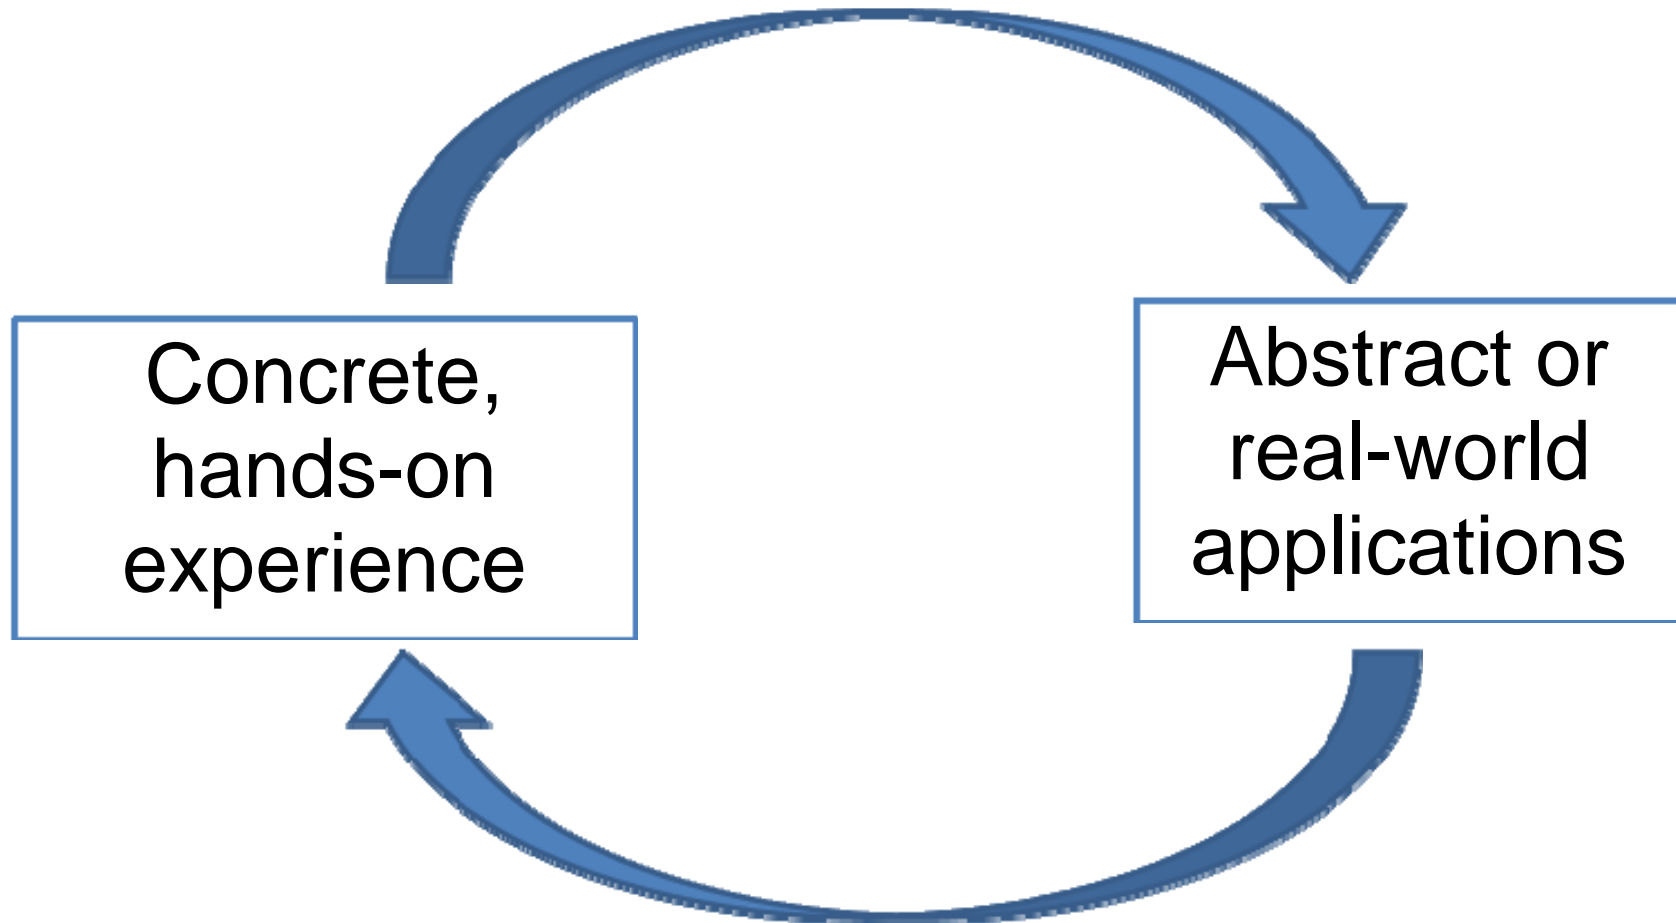 Concrete,
hands-on
experience
Abstract or
real-world
applications